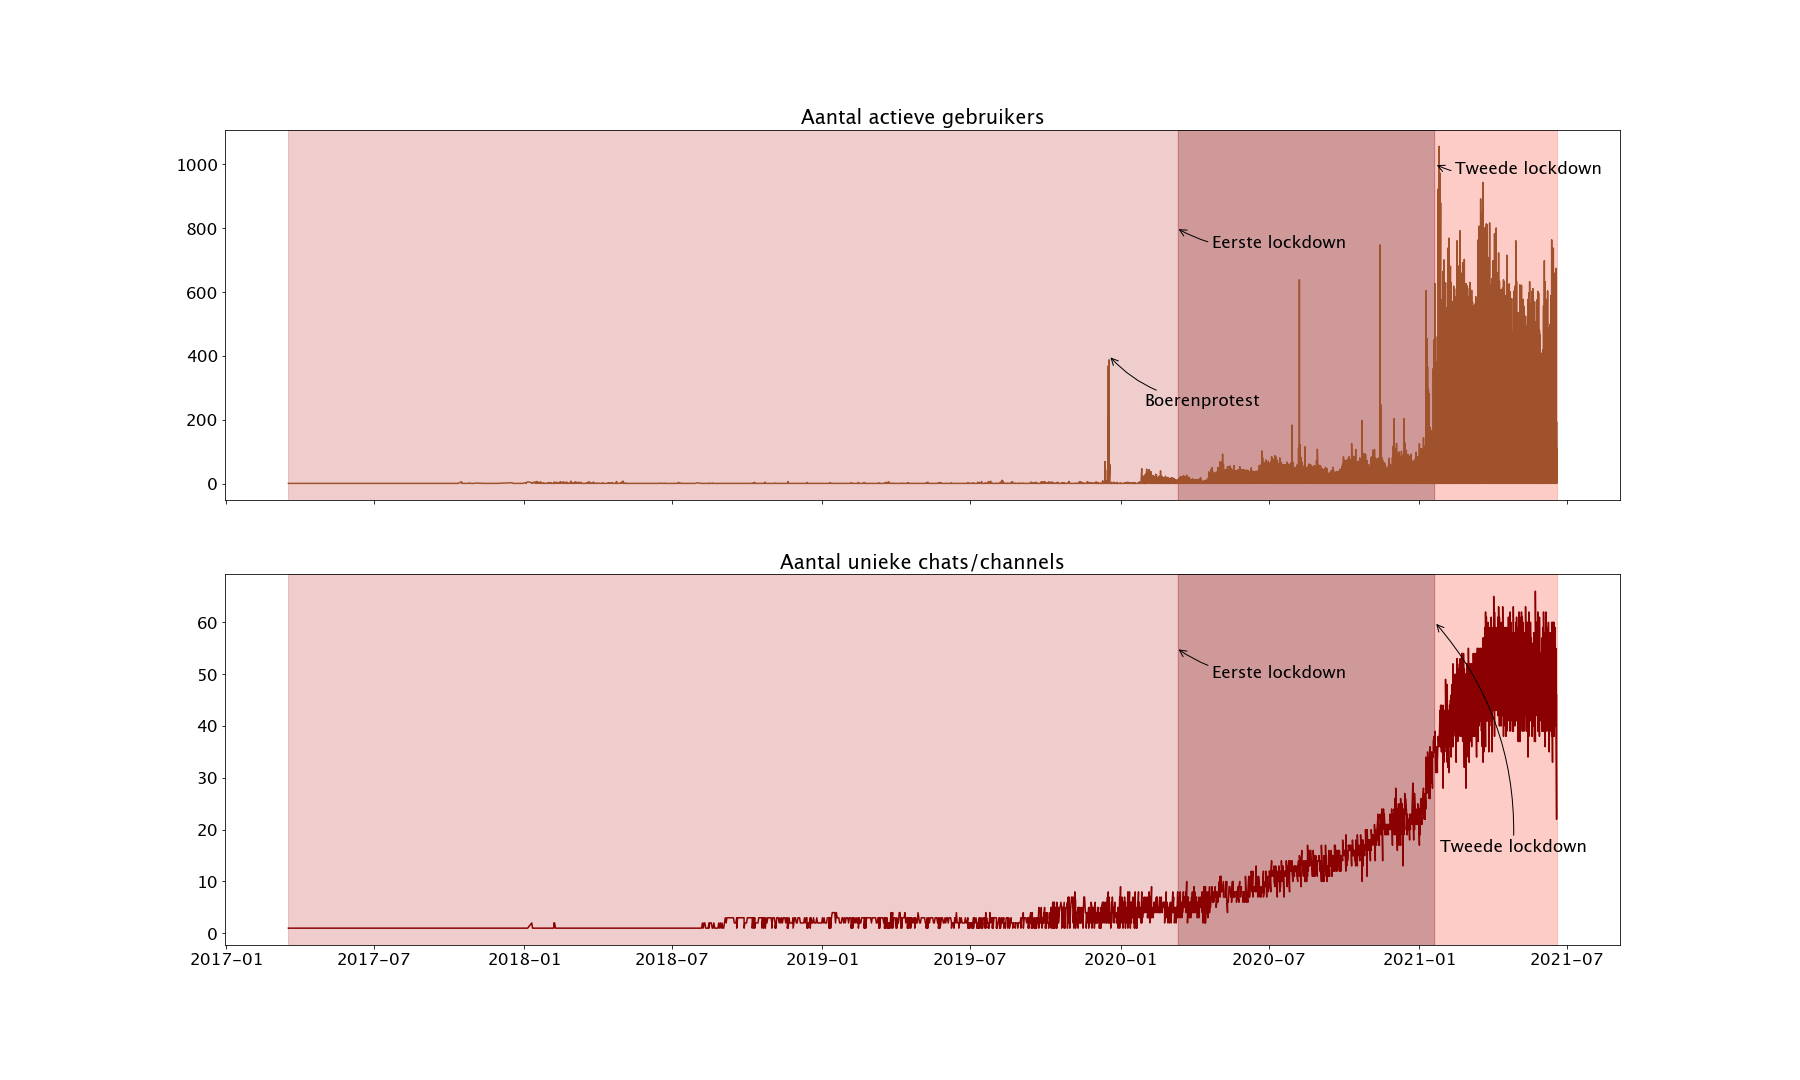 Aantal actieve gebruikers
1000
Tweede lockdown
800
Eerste lockdown
600
400
Boerenprotest
200
0
Aantal unieke chats/channels
60
50
Eerste lockdown
40
30
20
Tweede lockdown
10
0
2017-01 2017-07 2018-01 2018-07 2019-01 2019-07 2020-01 2020-07 2021-01 2021-07